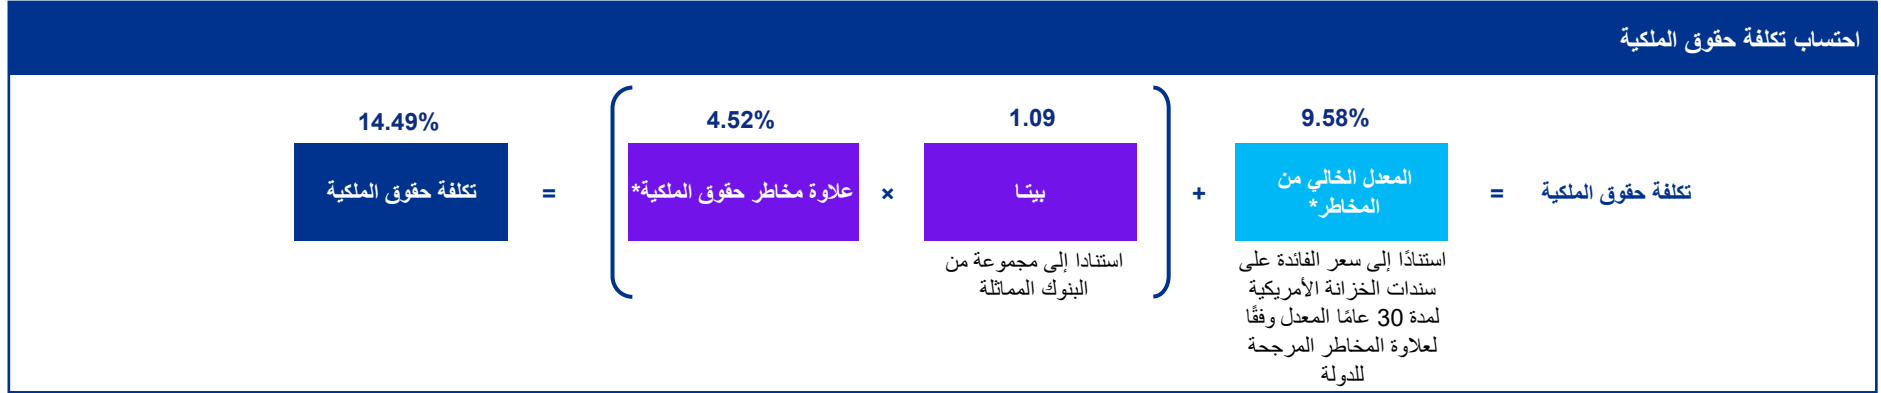 احتساب تكلفة حقوق الملكية
9.58%
1.09
4.52%
14.49%
تكلفة حقوق الملكية
=
المعدل الخالي من
المخاطر*
+
بيتا
×
علاوة مخاطر حقوق الملكية*
=
تكلفة حقوق الملكية
استنادًا إلى سعر الفائدة على
سندات الخزانة الأمريكية
لمدة 30 عامًا المعدل وفقًا
لعلاوة المخاطر المرجحة
للدولة
استنادا إلى مجموعة من
البنوك المماثلة